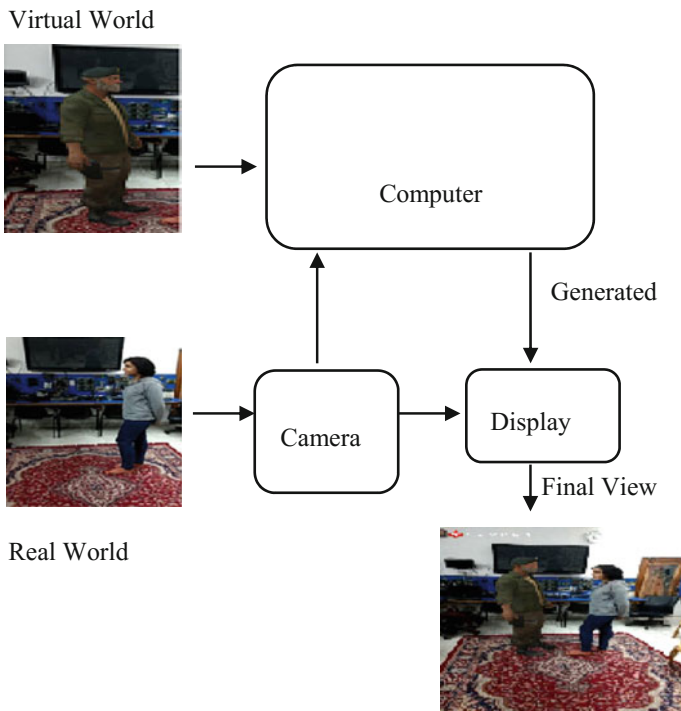 Virtual World
Computer
Generated
Camera
Display
Final View
Real World